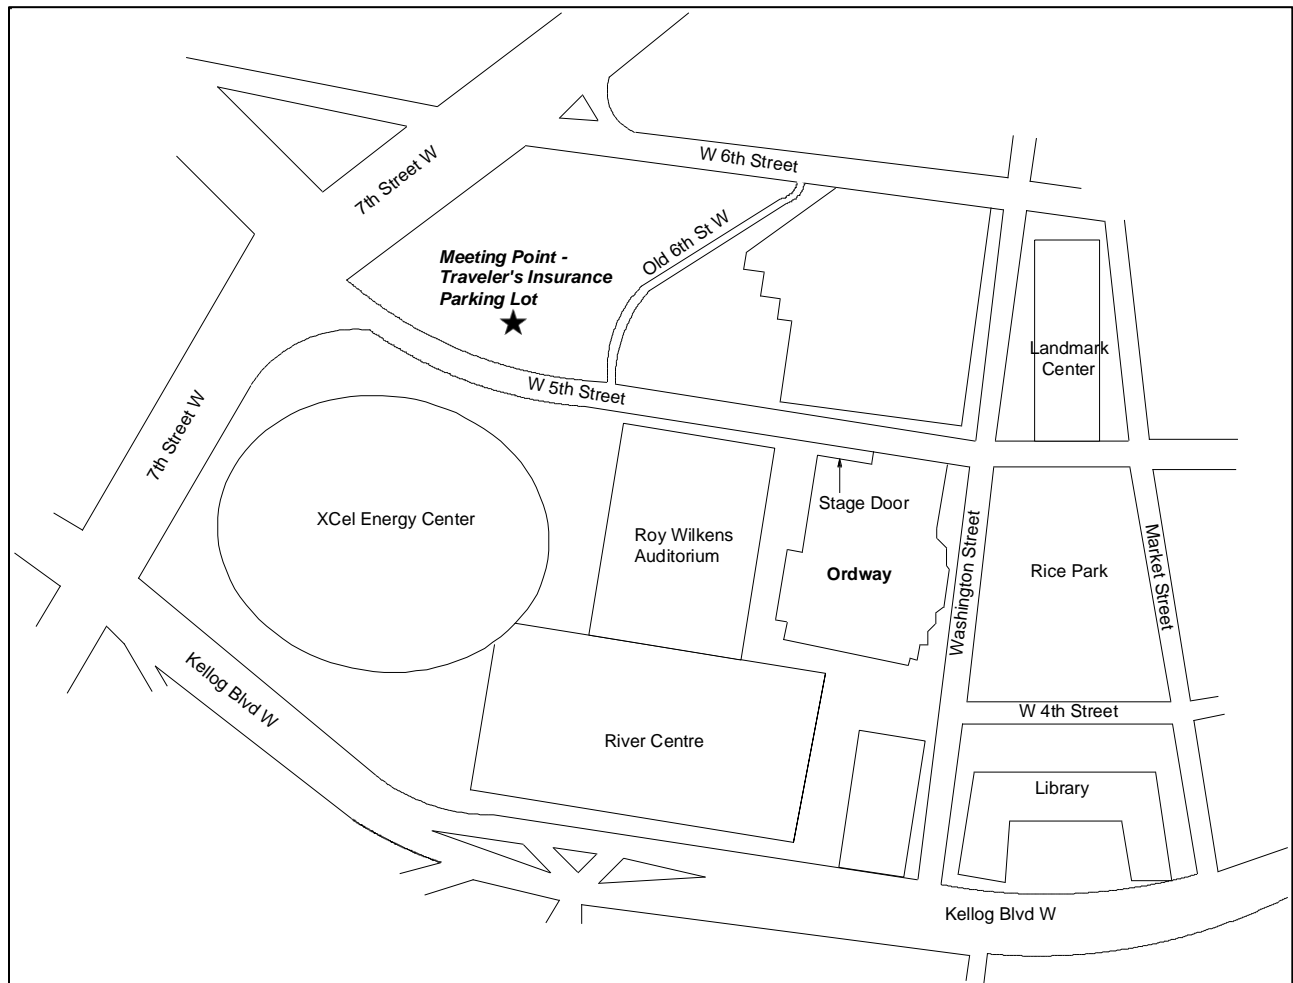 W 6th Street
7th Street W
Old 6th St W
Meeting Point -
Traveler's Insurance
Parking Lot
Landmark
Center
W 5th Street
7th Street W
Stage Door
XCel Energy Center
Roy Wilkens
Auditorium
Ordway
Washington Street
Rice Park
Market Street
Kellog Blvd W
W 4th Street
River Centre
Library
Kellog Blvd W